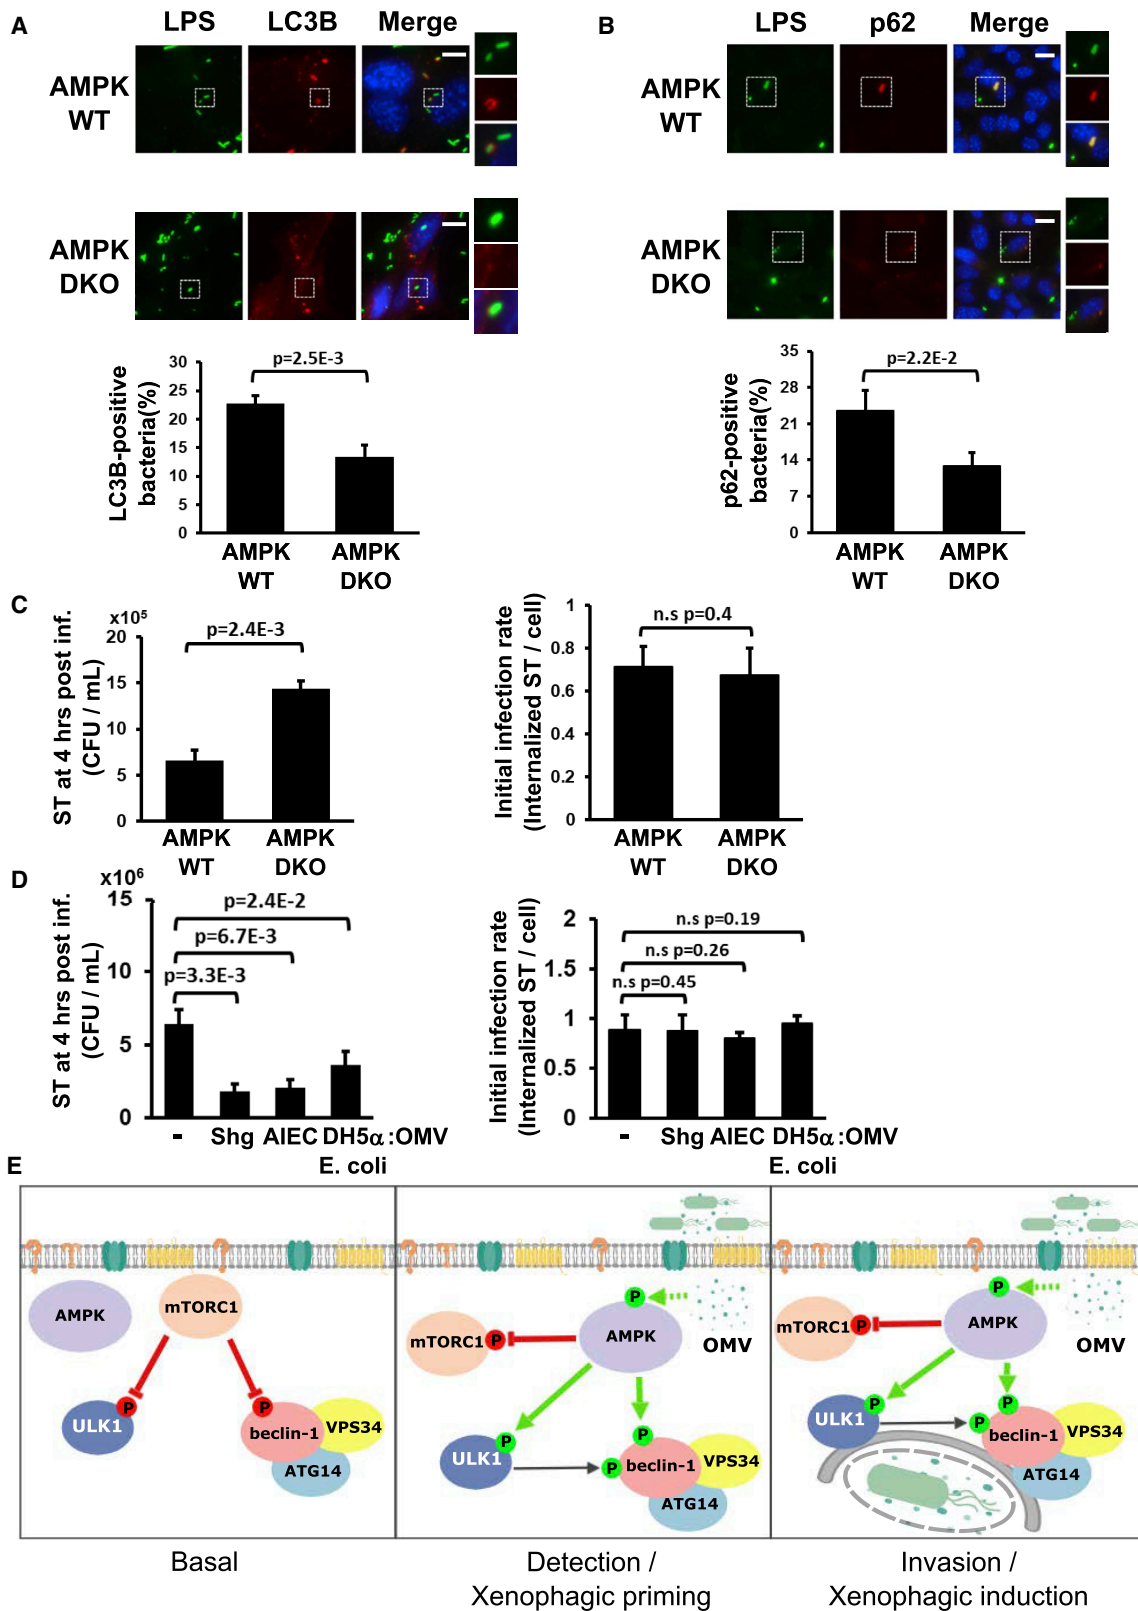 A
LPS LC3B Merge
AMPK
WT
AMPK
DKO
LC3B-positive
bacteria(%)
30
25
20
15
10
5
0
p=2.5E-3
AMPK
WT
AMPK
DKO
B
LPS p62 Merge
AMPK
WT
AMPK
DKO
p62-positive
bacteria(%)
35
28
21
14
7
0
p=2.2E-2
AMPK
WT
AMPK
DKO
C
ST at 4 hrs post inf.
(CFU / mL)
x10⁵
20
15
10
5
0
p=2.4E-3
AMPK
WT
AMPK
DKO
Initial infection rate
(Internalized ST / cell)
1
0.8
0.6
0.4
0.2
0
n.s p=0.4
AMPK
WT
AMPK
DKO
D
ST at 4 hrs post inf.
(CFU / mL)
x10⁶
15
10
5
0
p=2.4E-2
p=6.7E-3
p=3.3E-3
- Shg AIEC DH5α :OMV
E. coli
Initial infection rate
(Internalized ST / cell)
2
1.5
1
0.5
0
n.s p=0.19
n.s p=0.26
n.s p=0.45
- Shg AIEC DH5α :OMV
E. coli
E
AMPK
mTORC1
P
P
ULK1
beclin-1
VPS34
ATG14
Basal
P
mTORC1
P
AMPK
OMV
P
P
ULK1
P
beclin-1
VPS34
ATG14
Detection /
Xenophagic priming
P
mTORC1
P
AMPK
OMV
P
P
ULK1
P
beclin-1
VPS34
ATG14
Invasion /
Xenophagic induction